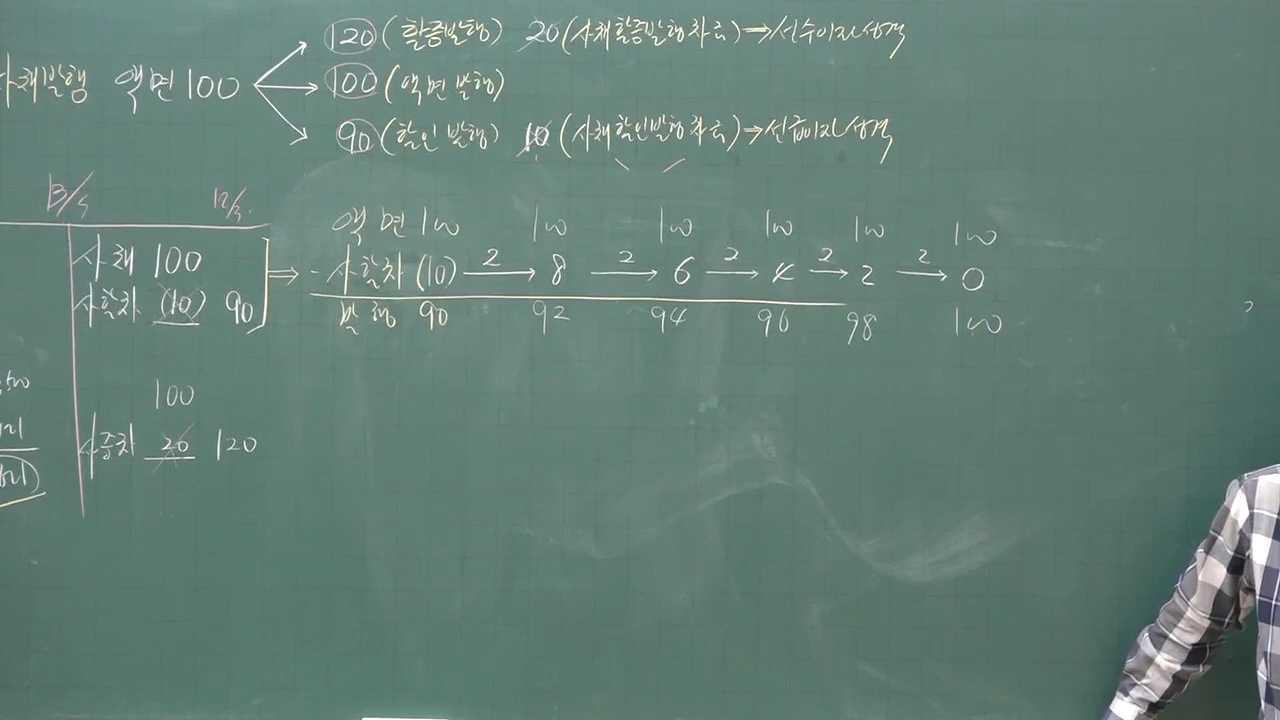 120 (할증발행) 20 (사채할증발행차금) ⇒ 선수이자 성격
사채발행 액면 100 → 100 (액면발행)
90 (할인발행) 10 (사채할인발행차금) ⇒ 선급이자 성격
B/S 12/31
액면 100 100 100 100 100 100
사채 100
- 사할차 (10) 2→ 8 2→ 6 2→ 4 2→ 2 2→ 0
사할차 (10) 90
발행 90 92 94 96 98 100
100
사증차 20 120